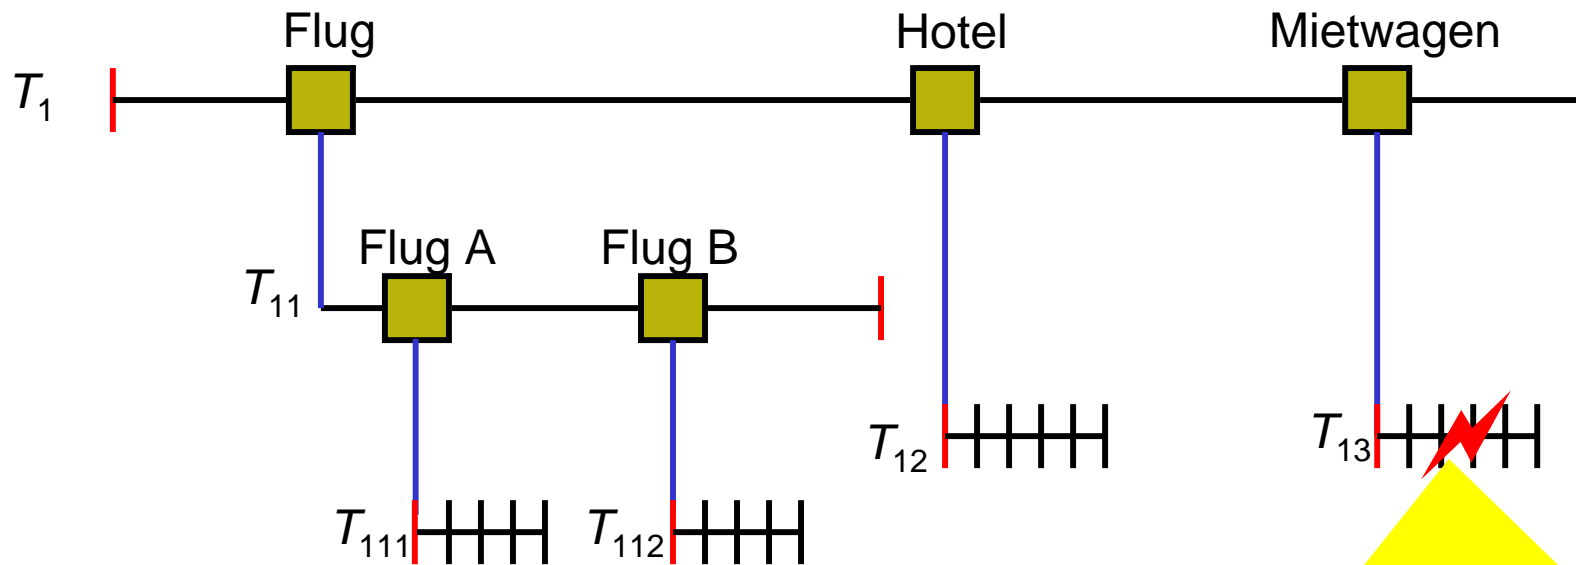 Flug Hotel Mietwagen
T1
Flug A Flug B
T11
T12 T13
T111 T112